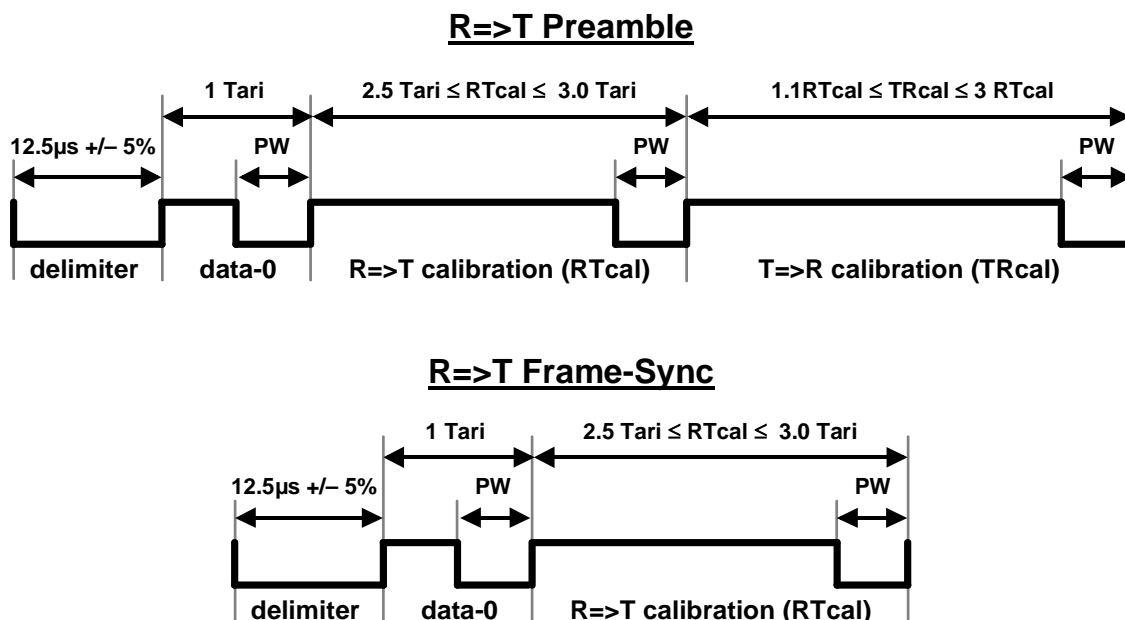 R=>T Preamble
1 Tari
2.5 Tari ≤ RTcal ≤ 3.0 Tari
1.1RTcal ≤ TRcal ≤ 3 RTcal
12.5µs +/– 5%
PW
PW
PW
delimiter
data-0
R=>T calibration (RTcal)
T=>R calibration (TRcal)
R=>T Frame-Sync
1 Tari
2.5 Tari ≤ RTcal ≤ 3.0 Tari
12.5µs +/– 5%
PW
PW
delimiter
data-0
R=>T calibration (RTcal)